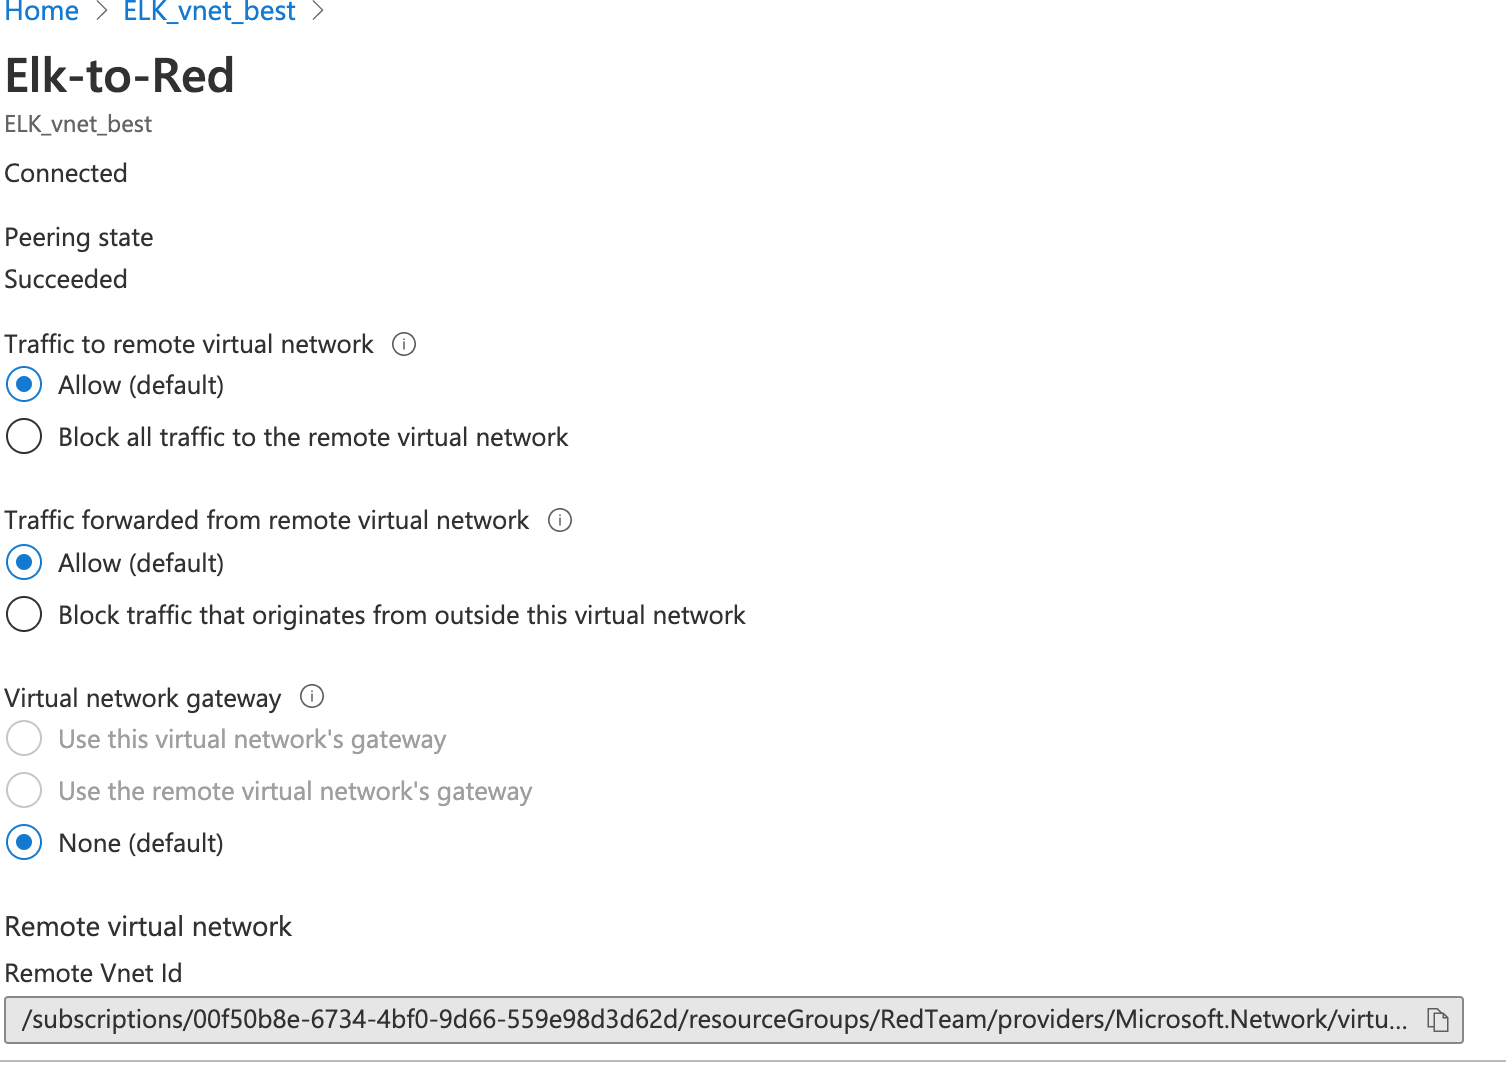 Home > ELK_vnet_best >
Elk-to-Red
ELK_vnet_best
Connected
Peering state
Succeeded
Traffic to remote virtual network
Allow (default)
Block all traffic to the remote virtual network
Traffic forwarded from remote virtual network
Allow (default)
Block traffic that originates from outside this virtual network
Virtual network gateway
Use this virtual network's gateway
Use the remote virtual network's gateway
None (default)
Remote virtual network
Remote Vnet Id
/subscriptions/00f50b8e-6734-4bf0-9d66-559e98d3d62d/resourceGroups/RedTeam/providers/Microsoft.Network/virtu...